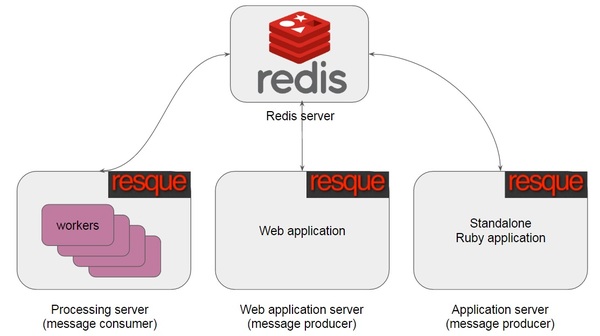 redis
Redis server
resque
resque
resque
workers
Web application
Standalone
Ruby application
Processing server
(message consumer)
Web application server
(message producer)
Application server
(message producer)